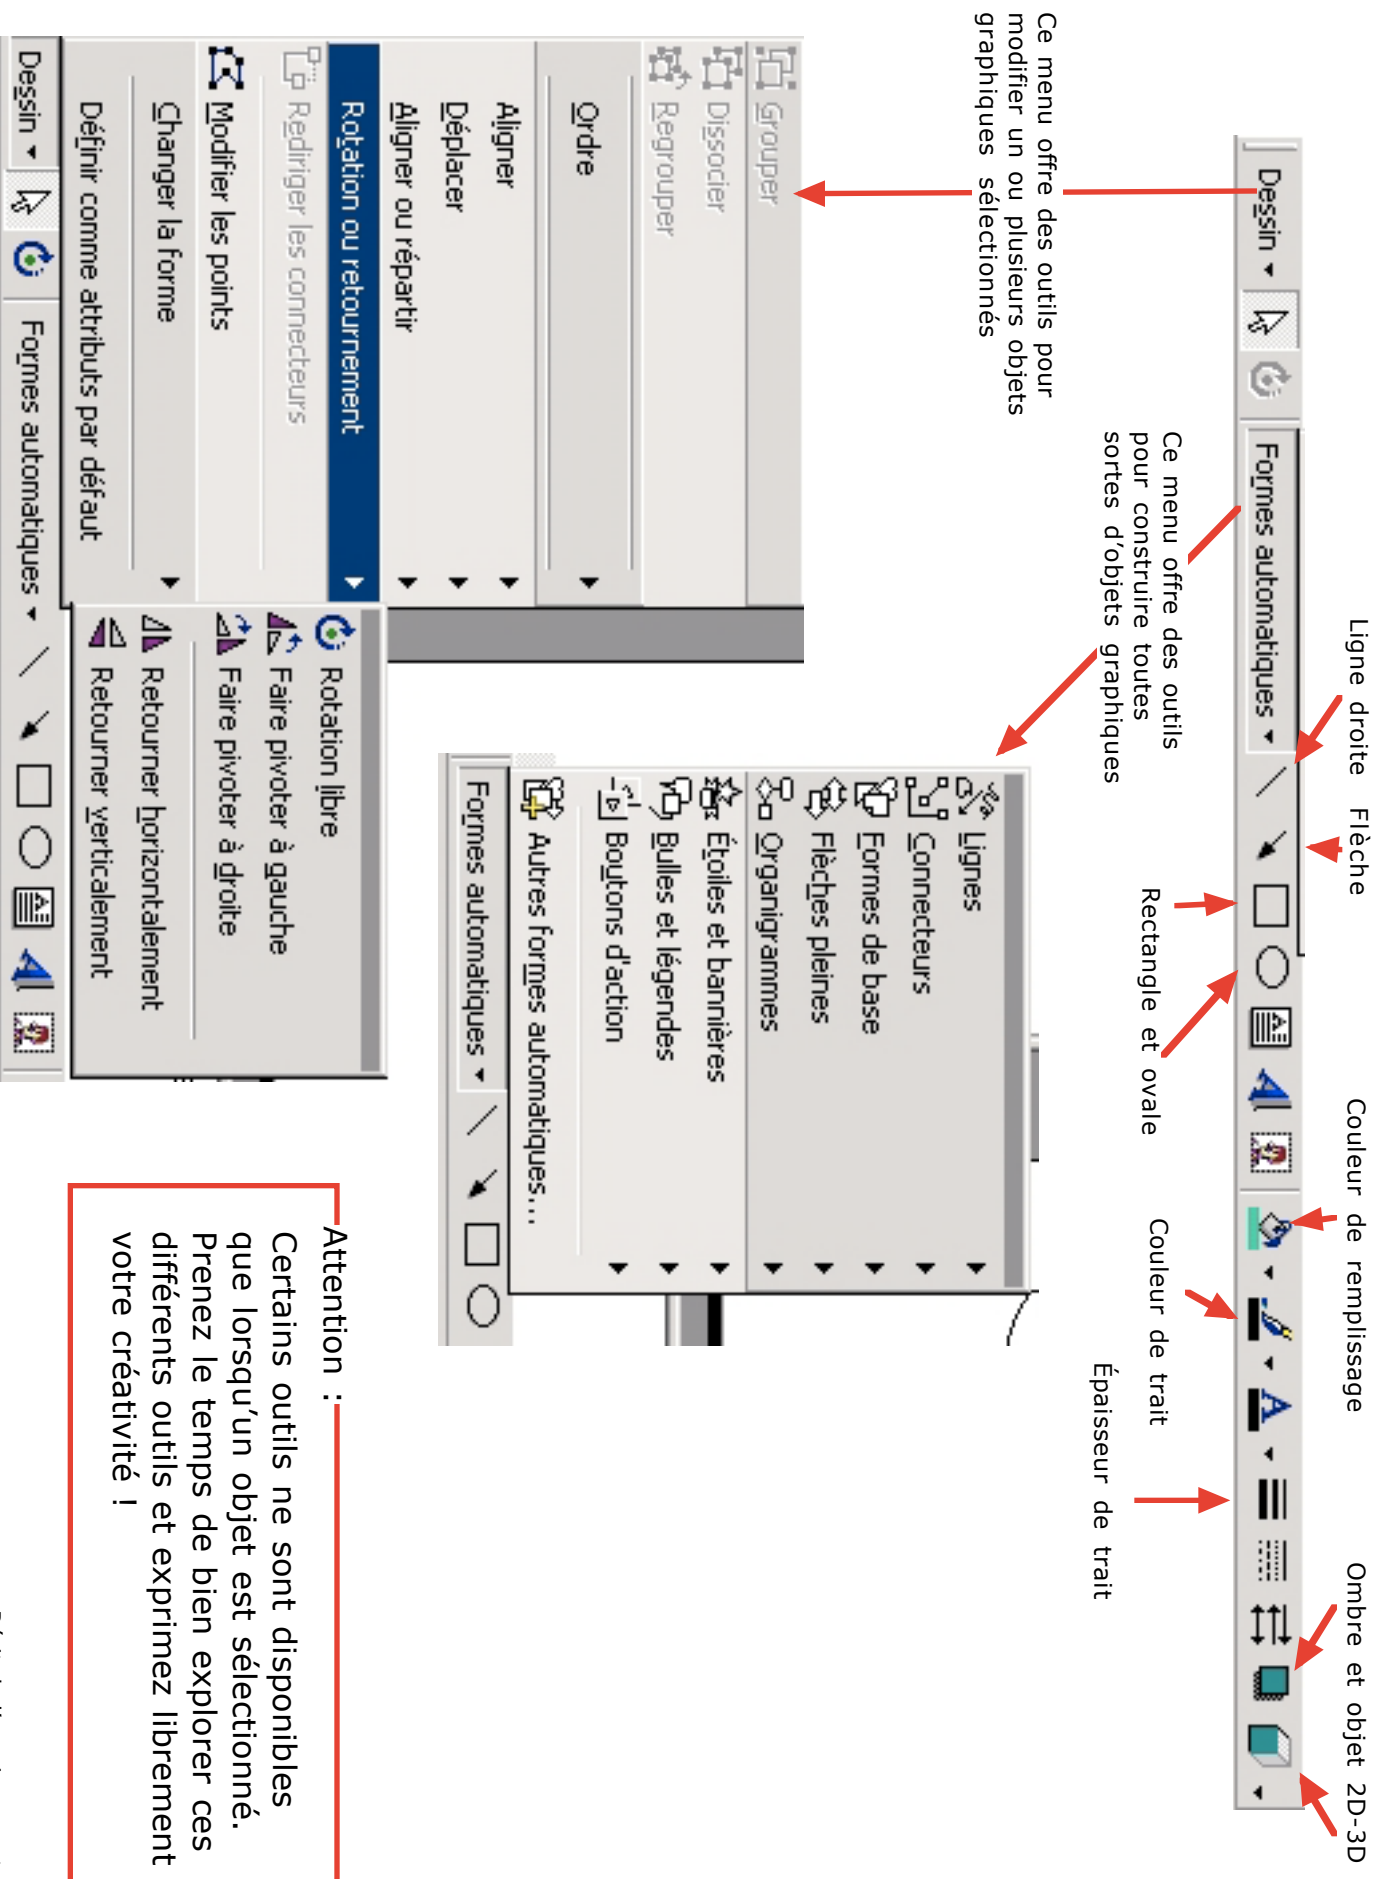 Ligne droite
Flèche
Couleur de remplissage
Ombre et objet 2D-3D
Dessin
Formes automatiques
Rectangle et ovale
Couleur de trait
Épaisseur de trait
Ce menu offre des outils
pour construire toutes
sortes d'objets graphiques
Ce menu offre des outils pour
modifier un ou plusieurs objets
graphiques sélectionnés
Lignes
Connecteurs
Formes de base
Flèches pleines
Organigrammes
Étoiles et bannières
Bulles et légendes
Boutons d'action
Autres formes automatiques...
Formes automatiques
Grouper
Dissocier
Regrouper
Ordre
Aligner
Déplacer
Aligner ou répartir
Rotation ou retournement
Rediriger les connecteurs
Modifier les points
Changer la forme
Définir comme attributs par défaut
Rotation libre
Faire pivoter à gauche
Faire pivoter à droite
Retourner horizontalement
Retourner verticalement
Dessin
Formes automatiques
Attention :
Certains outils ne sont disponibles
que lorsqu'un objet est sélectionné.
Prenez le temps de bien explorer ces
différents outils et exprimez librement
votre créativité !